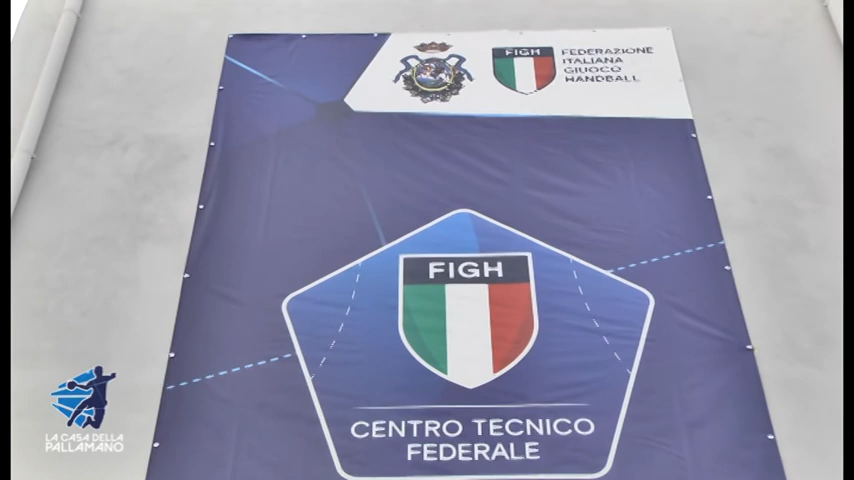 FIGH
FEDERAZIONE
ITALIANA
GIUOCO
HANDBALL
FIGH
CENTRO TECNICO
FEDERALE
LA CASA DELLA
PALLAMANO